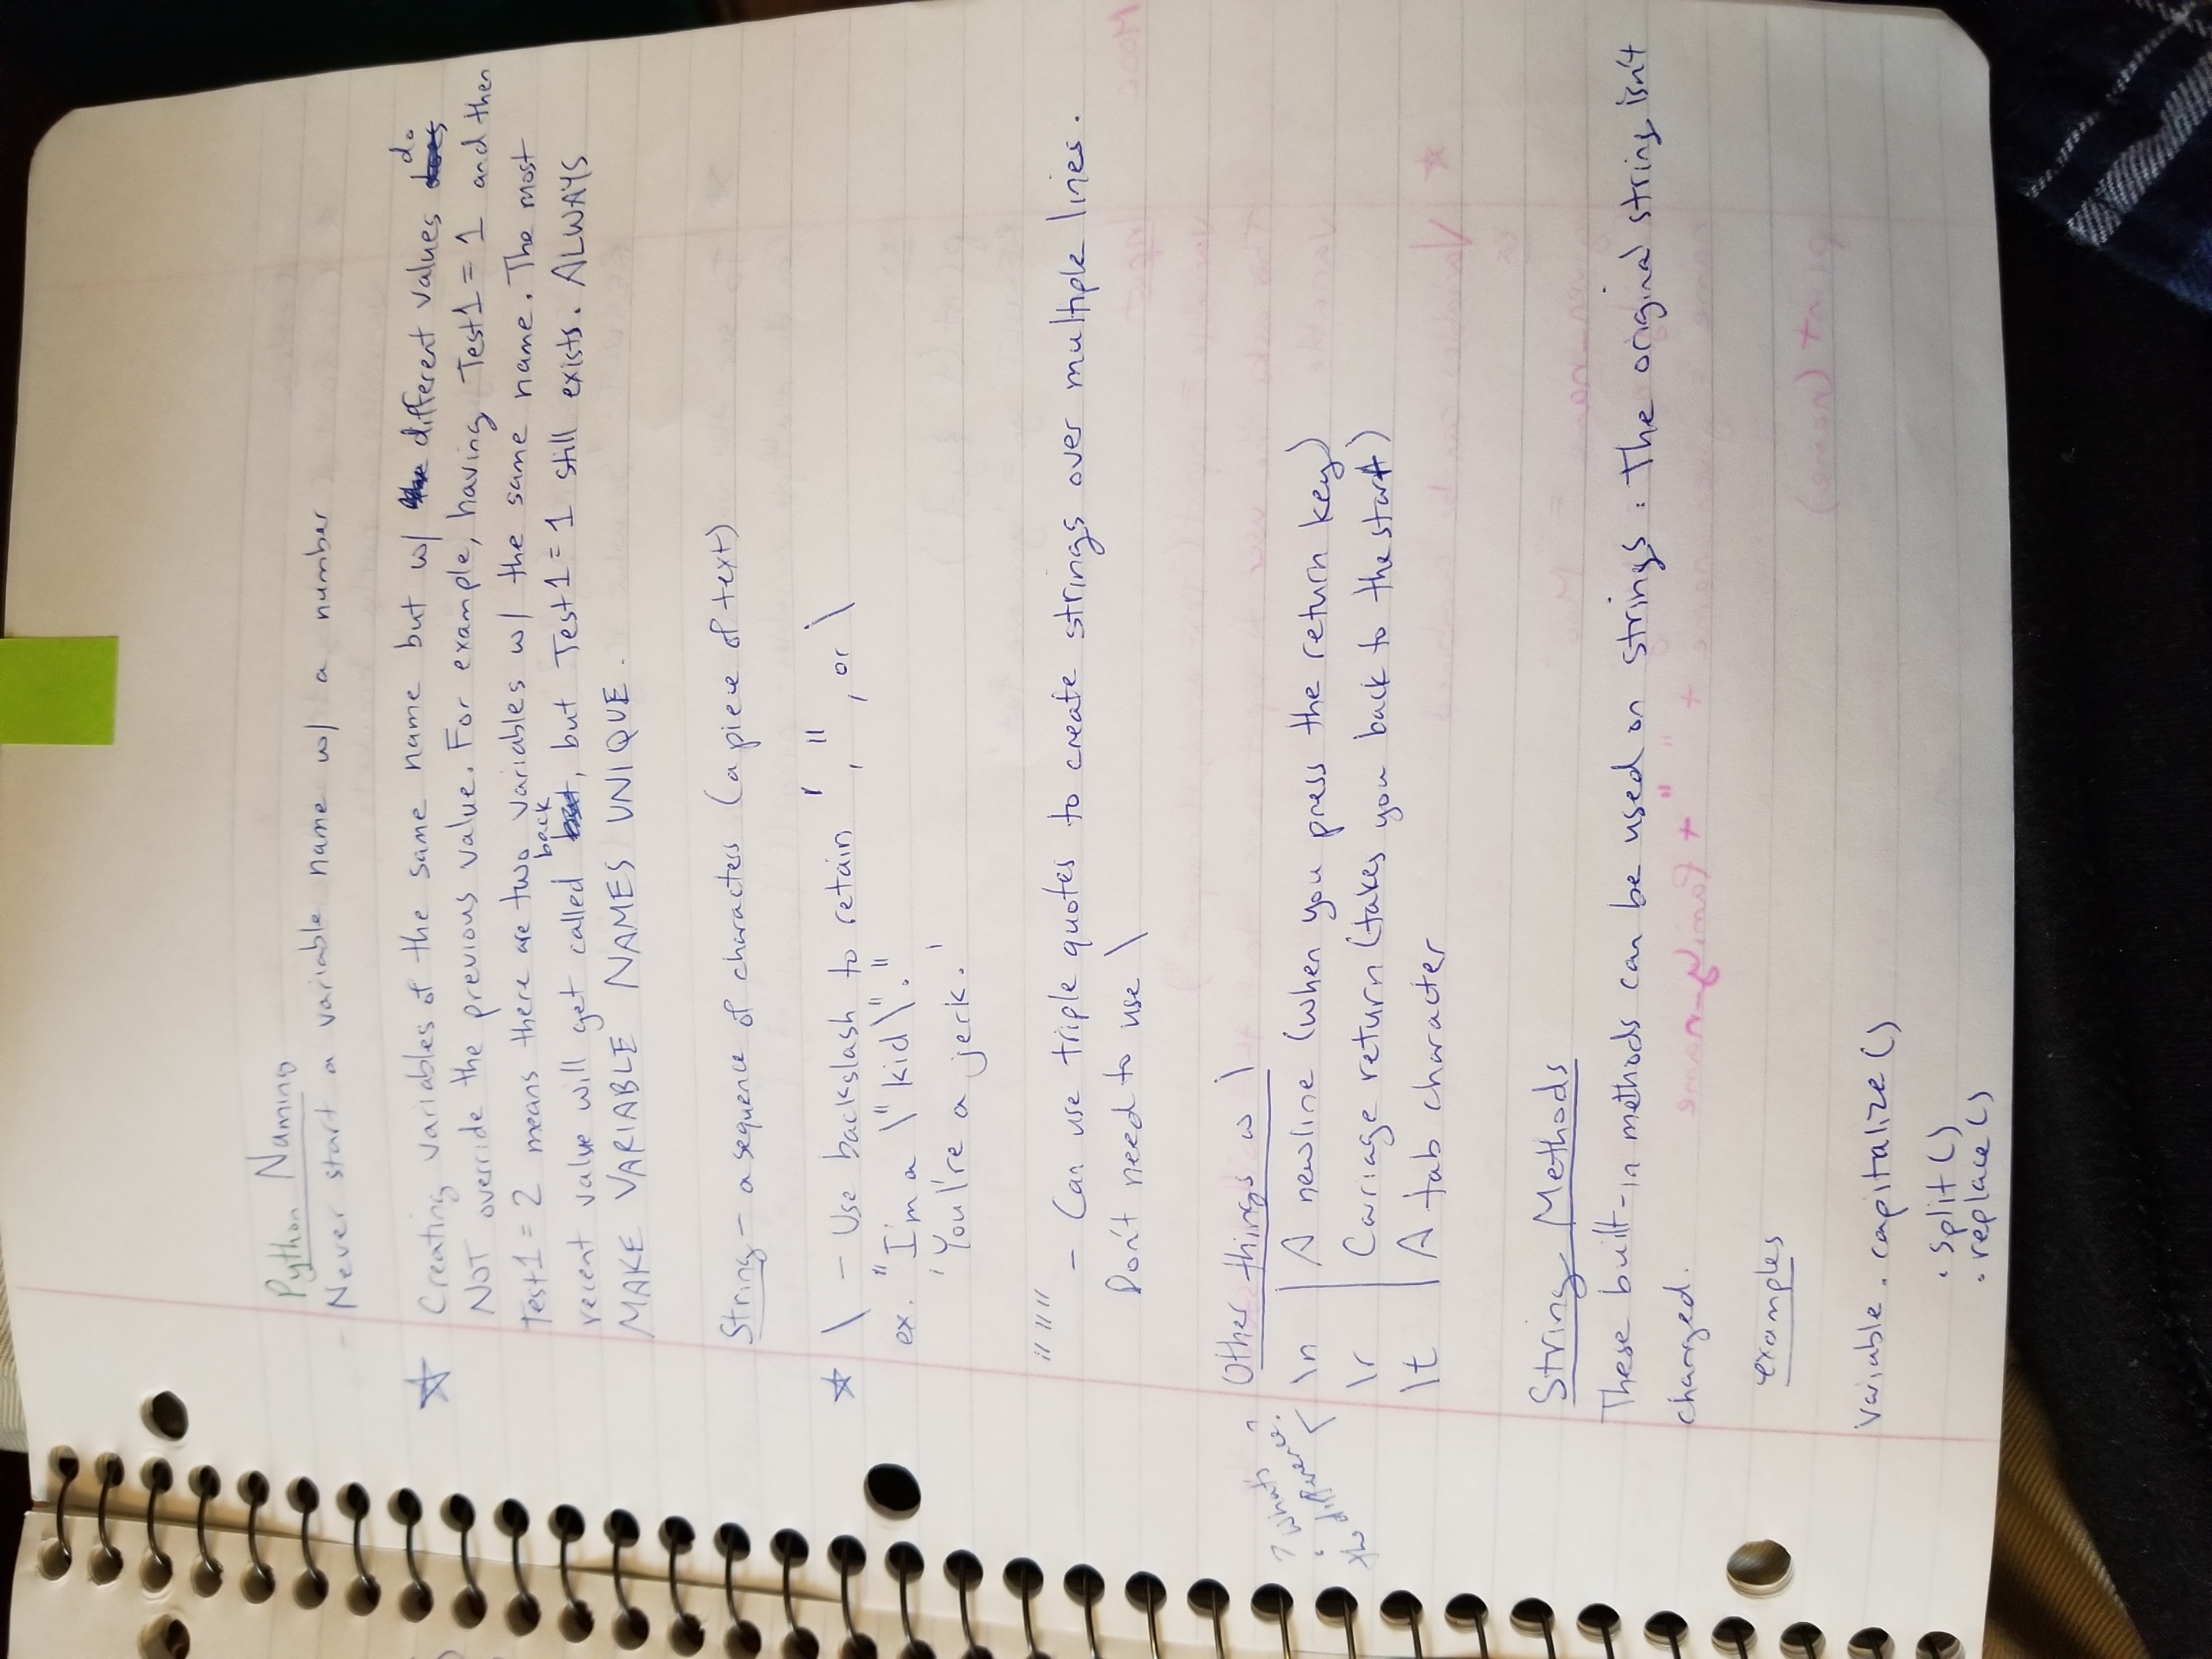 Python Naming
- Never start a variable name w/ a number
☆ Creating variables of the same name but w/ different values do
NOT override the previous value. For example, having Test1 = 1 and then
Test1 = 2 means there are two variables w/ the same name. The most
recent value will get called back, but Test1 = 1 still exists. ALWAYS
MAKE VARIABLE NAMES UNIQUE.
String - a sequence of characters (a piece of text)
☆ \ - Use backslash to retain ', ", or \
ex. "I'm a \"kid\"."
'You\'re a jerk.'
""" - Can use triple quotes to create strings over multiple lines.
Don't need to use \
Other things w \
? What's
the difference?
\n | A newline (when you press the return key)
\r | Carriage return (takes you back to the start)
\t | A tab character
String Methods
These built-in methods can be used on strings. The original string isn't
changed.
examples
Variable . capitalize ()
. split ()
. replace ()